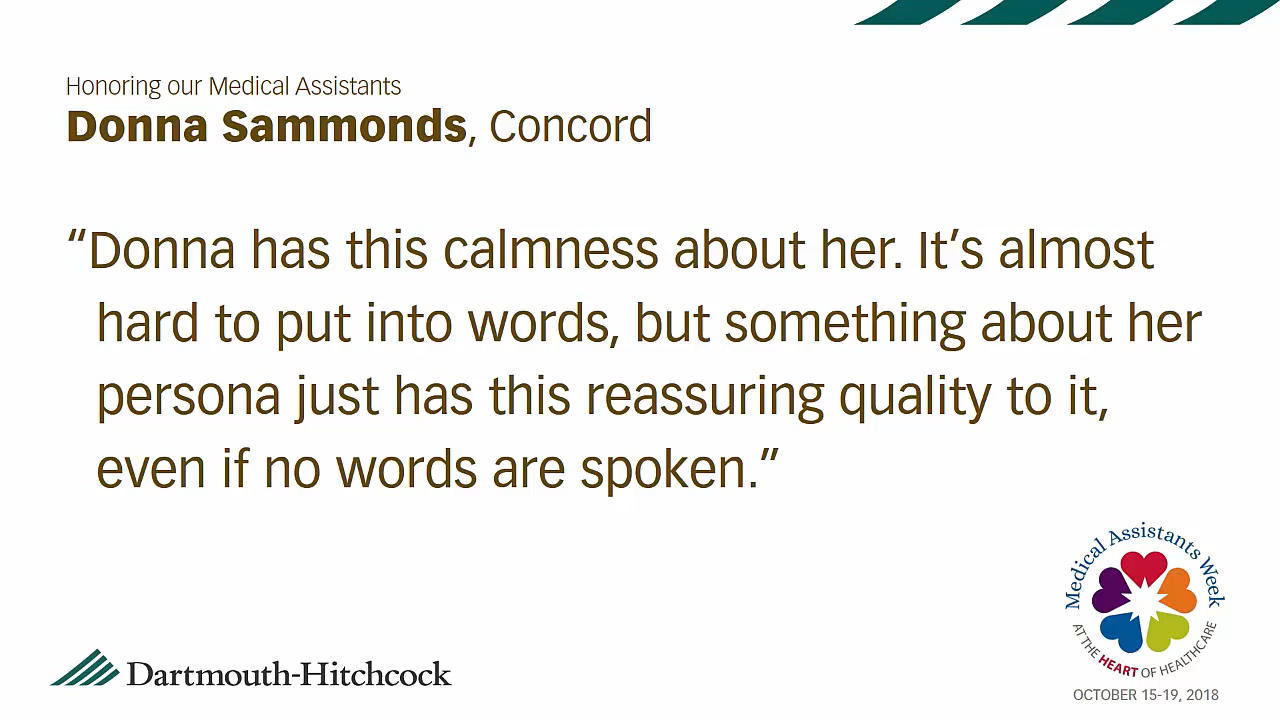 Honoring our Medical Assistants
Donna Sammonds, Concord
“Donna has this calmness about her. It’s almost
hard to put into words, but something about her
persona just has this reassuring quality to it,
even if no words are spoken.”
Medical Assistants Week
AT THE HEART OF HEALTHCARE
OCTOBER 15-19, 2018
Dartmouth-Hitchcock